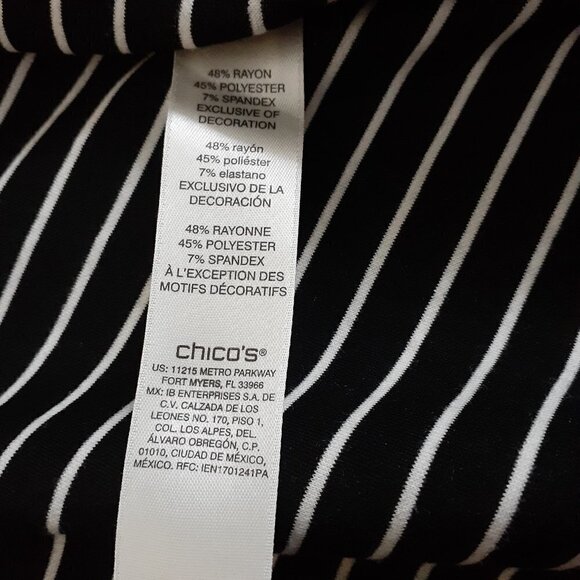 48% RAYON
45% POLYESTER
7% SPANDEX
EXCLUSIVE OF
DECORATION
48% rayón
45% poliéster
7% elastano
EXCLUSIVO DE LA
DECORACIÓN
48% RAYONNE
45% POLYESTER
7% SPANDEX
À L'EXCEPTION DES
MOTIFS DÉCORATIFS
chico's®
US: 11215 METRO PARKWAY
FORT MYERS, FL 33966
MX: IB ENTERPRISES S.A. DE
C.V. CALZADA DE LOS
LEONES NO. 170, PISO 1,
COL. LOS ALPES, DEL.
ÁLVARO OBREGÓN, C.P.
01010, CIUDAD DE MÉXICO,
MÉXICO. RFC: IEN1701241PA